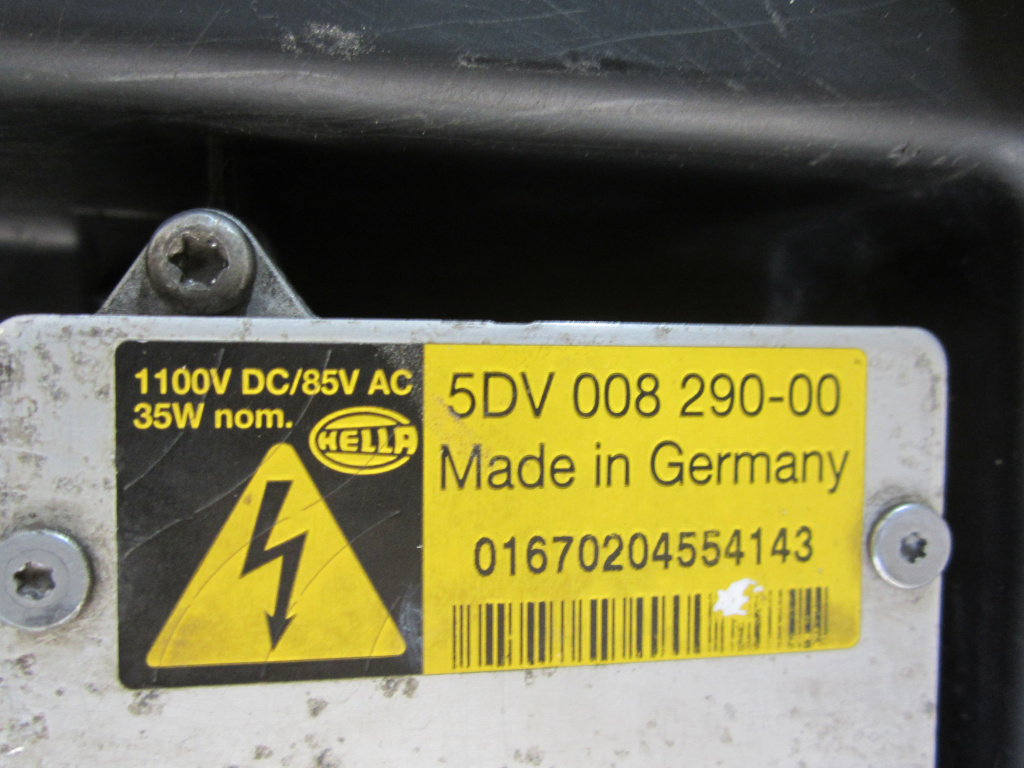 1100V DC/85V AC
35W nom.
HELLA
5DV 008 290-00
Made in Germany
01670204554143